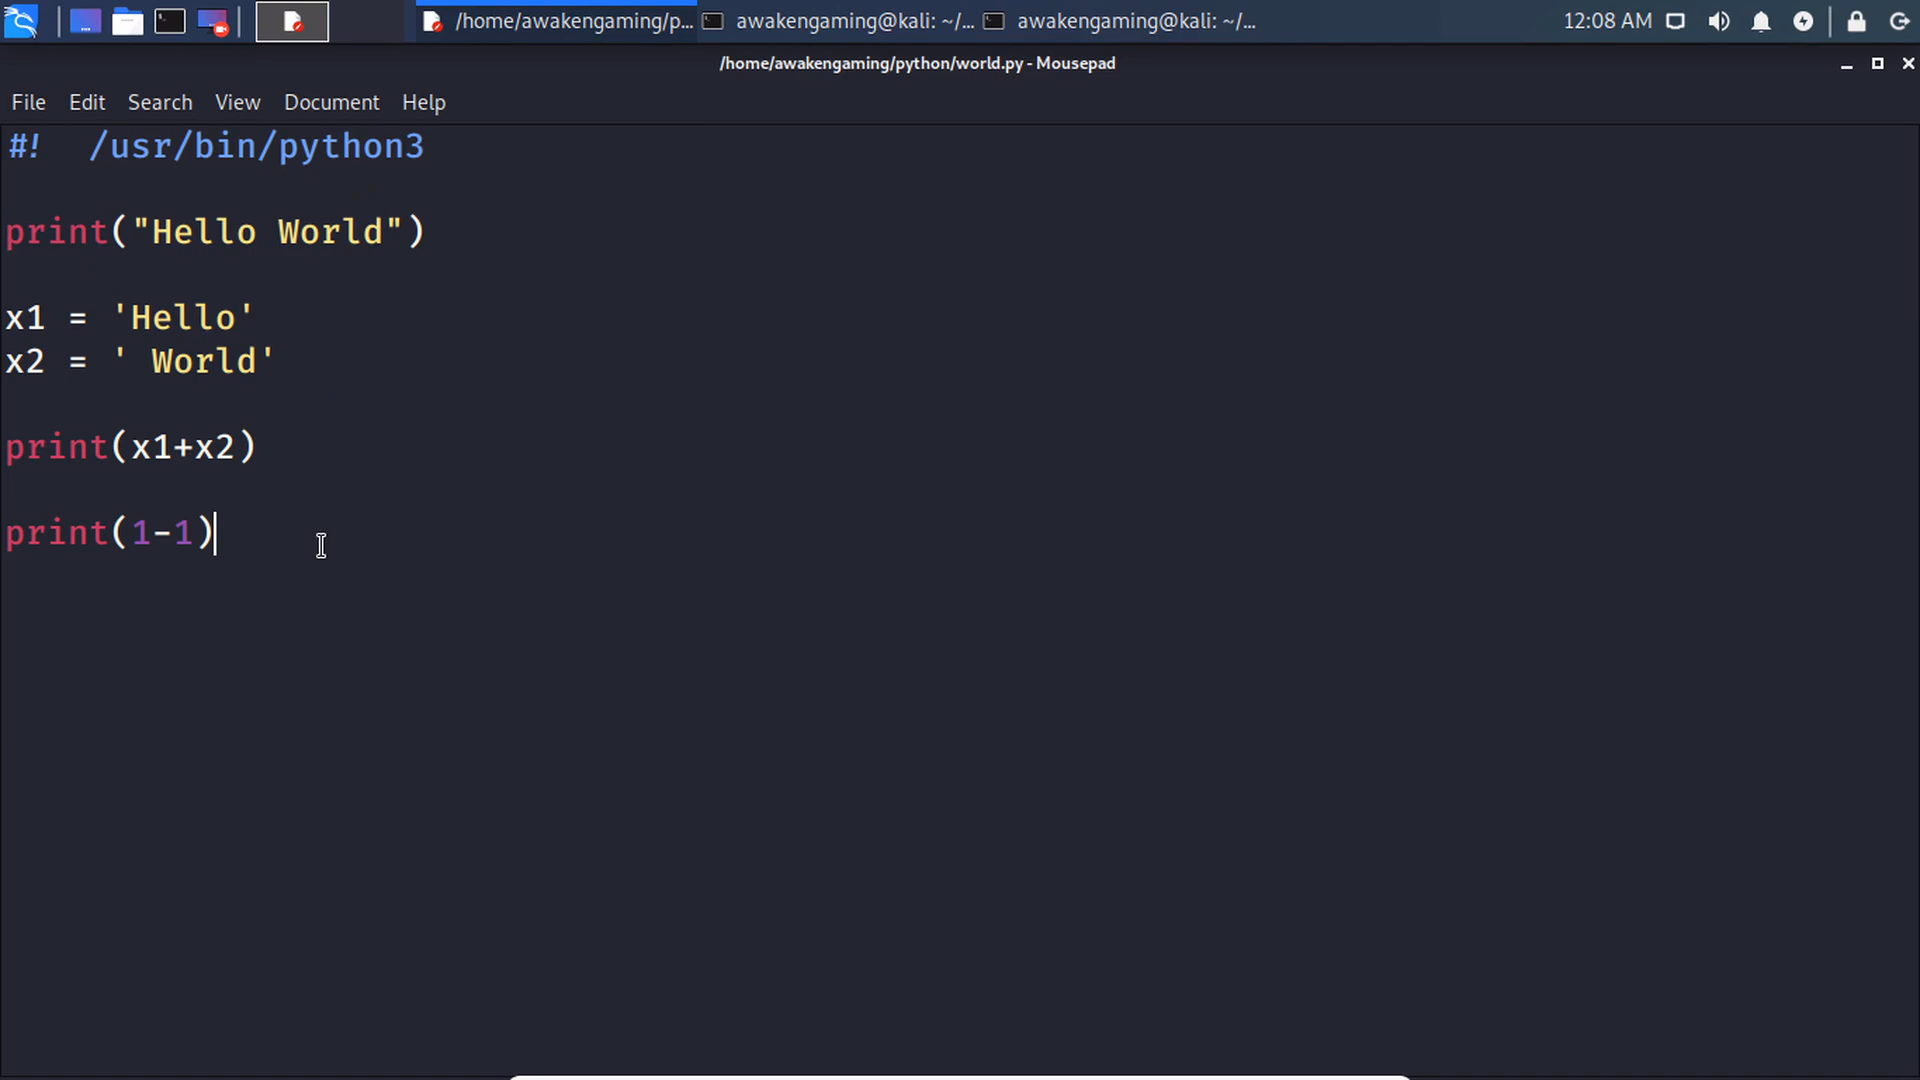 /home/awakengaming/p... awakengaming@kali: ~/... awakengaming@kali: ~/... 12:08 AM
/home/awakengaming/python/world.py - Mousepad
File Edit Search View Document Help
#!  /usr/bin/python3
print("Hello World")
x1 = 'Hello'
x2 = ' World'
print(x1+x2)
print(1-1)